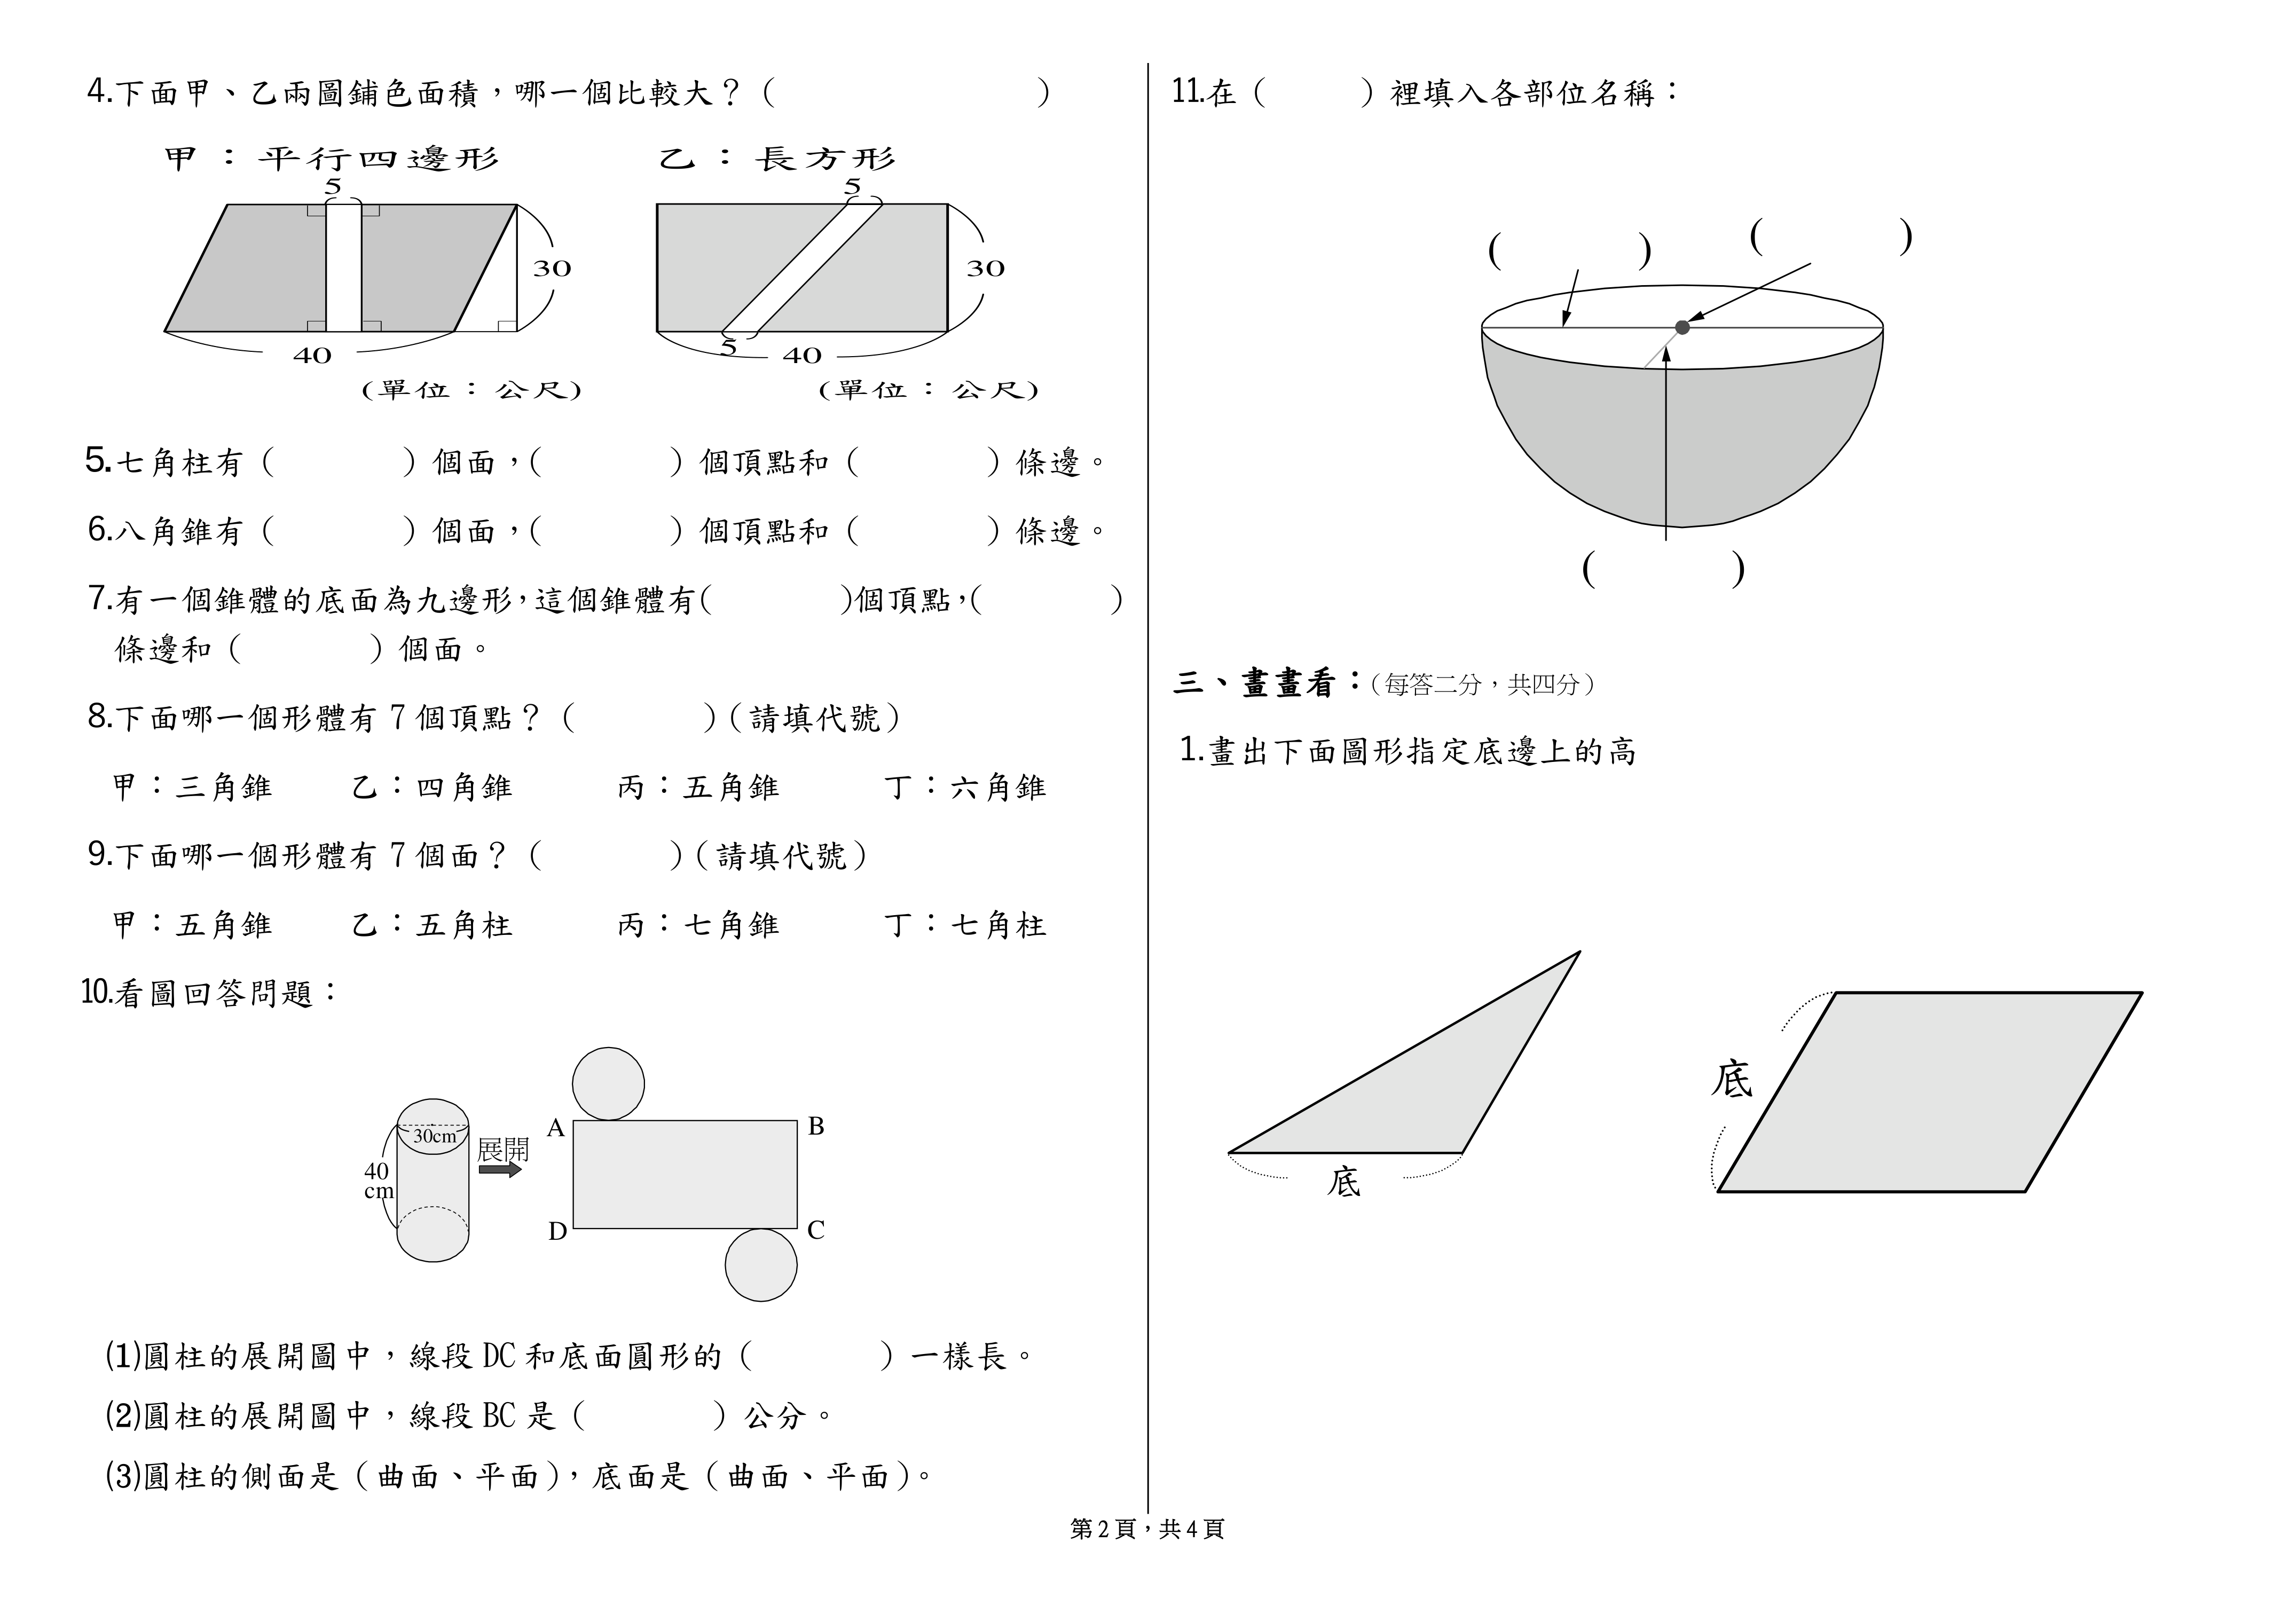 4.下面甲、乙兩圖鋪色面積，哪一個比較大？（　　　　）
甲：平行四邊形　　乙：長方形
5　　5
30　　30
40　　5　　40
(單位：公尺)　　(單位：公尺)
5.七角柱有（　　　　）個面，（　　　　）個頂點和（　　　　）條邊。
6.八角錐有（　　　　）個面，（　　　　）個頂點和（　　　　）條邊。
7.有一個錐體的底面為九邊形，這個錐體有(　　　　)個頂點，(　　　　)
條邊和（　　　　）個面。
8.下面哪一個形體有 7 個頂點？（　　　　）（請填代號）
甲：三角錐　　乙：四角錐　　丙：五角錐　　丁：六角錐
9.下面哪一個形體有 7 個面？（　　　　）（請填代號）
甲：五角錐　　乙：五角柱　　丙：七角錐　　丁：七角柱
10.看圖回答問題：
30cm
40
cm
展開
A　　B
D　　C
(1)圓柱的展開圖中，線段 DC 和底面圓形的（　　　　）一樣長。
(2)圓柱的展開圖中，線段 BC 是（　　　　）公分。
(3)圓柱的側面是（曲面、平面），底面是（曲面、平面）。
11.在（　　　）裡填入各部位名稱：
(　　　　)　　(　　　　)
(　　　　)
三、畫畫看：（每答二分，共四分）
1.畫出下面圖形指定底邊上的高
底
底
第 2 頁，共 4 頁